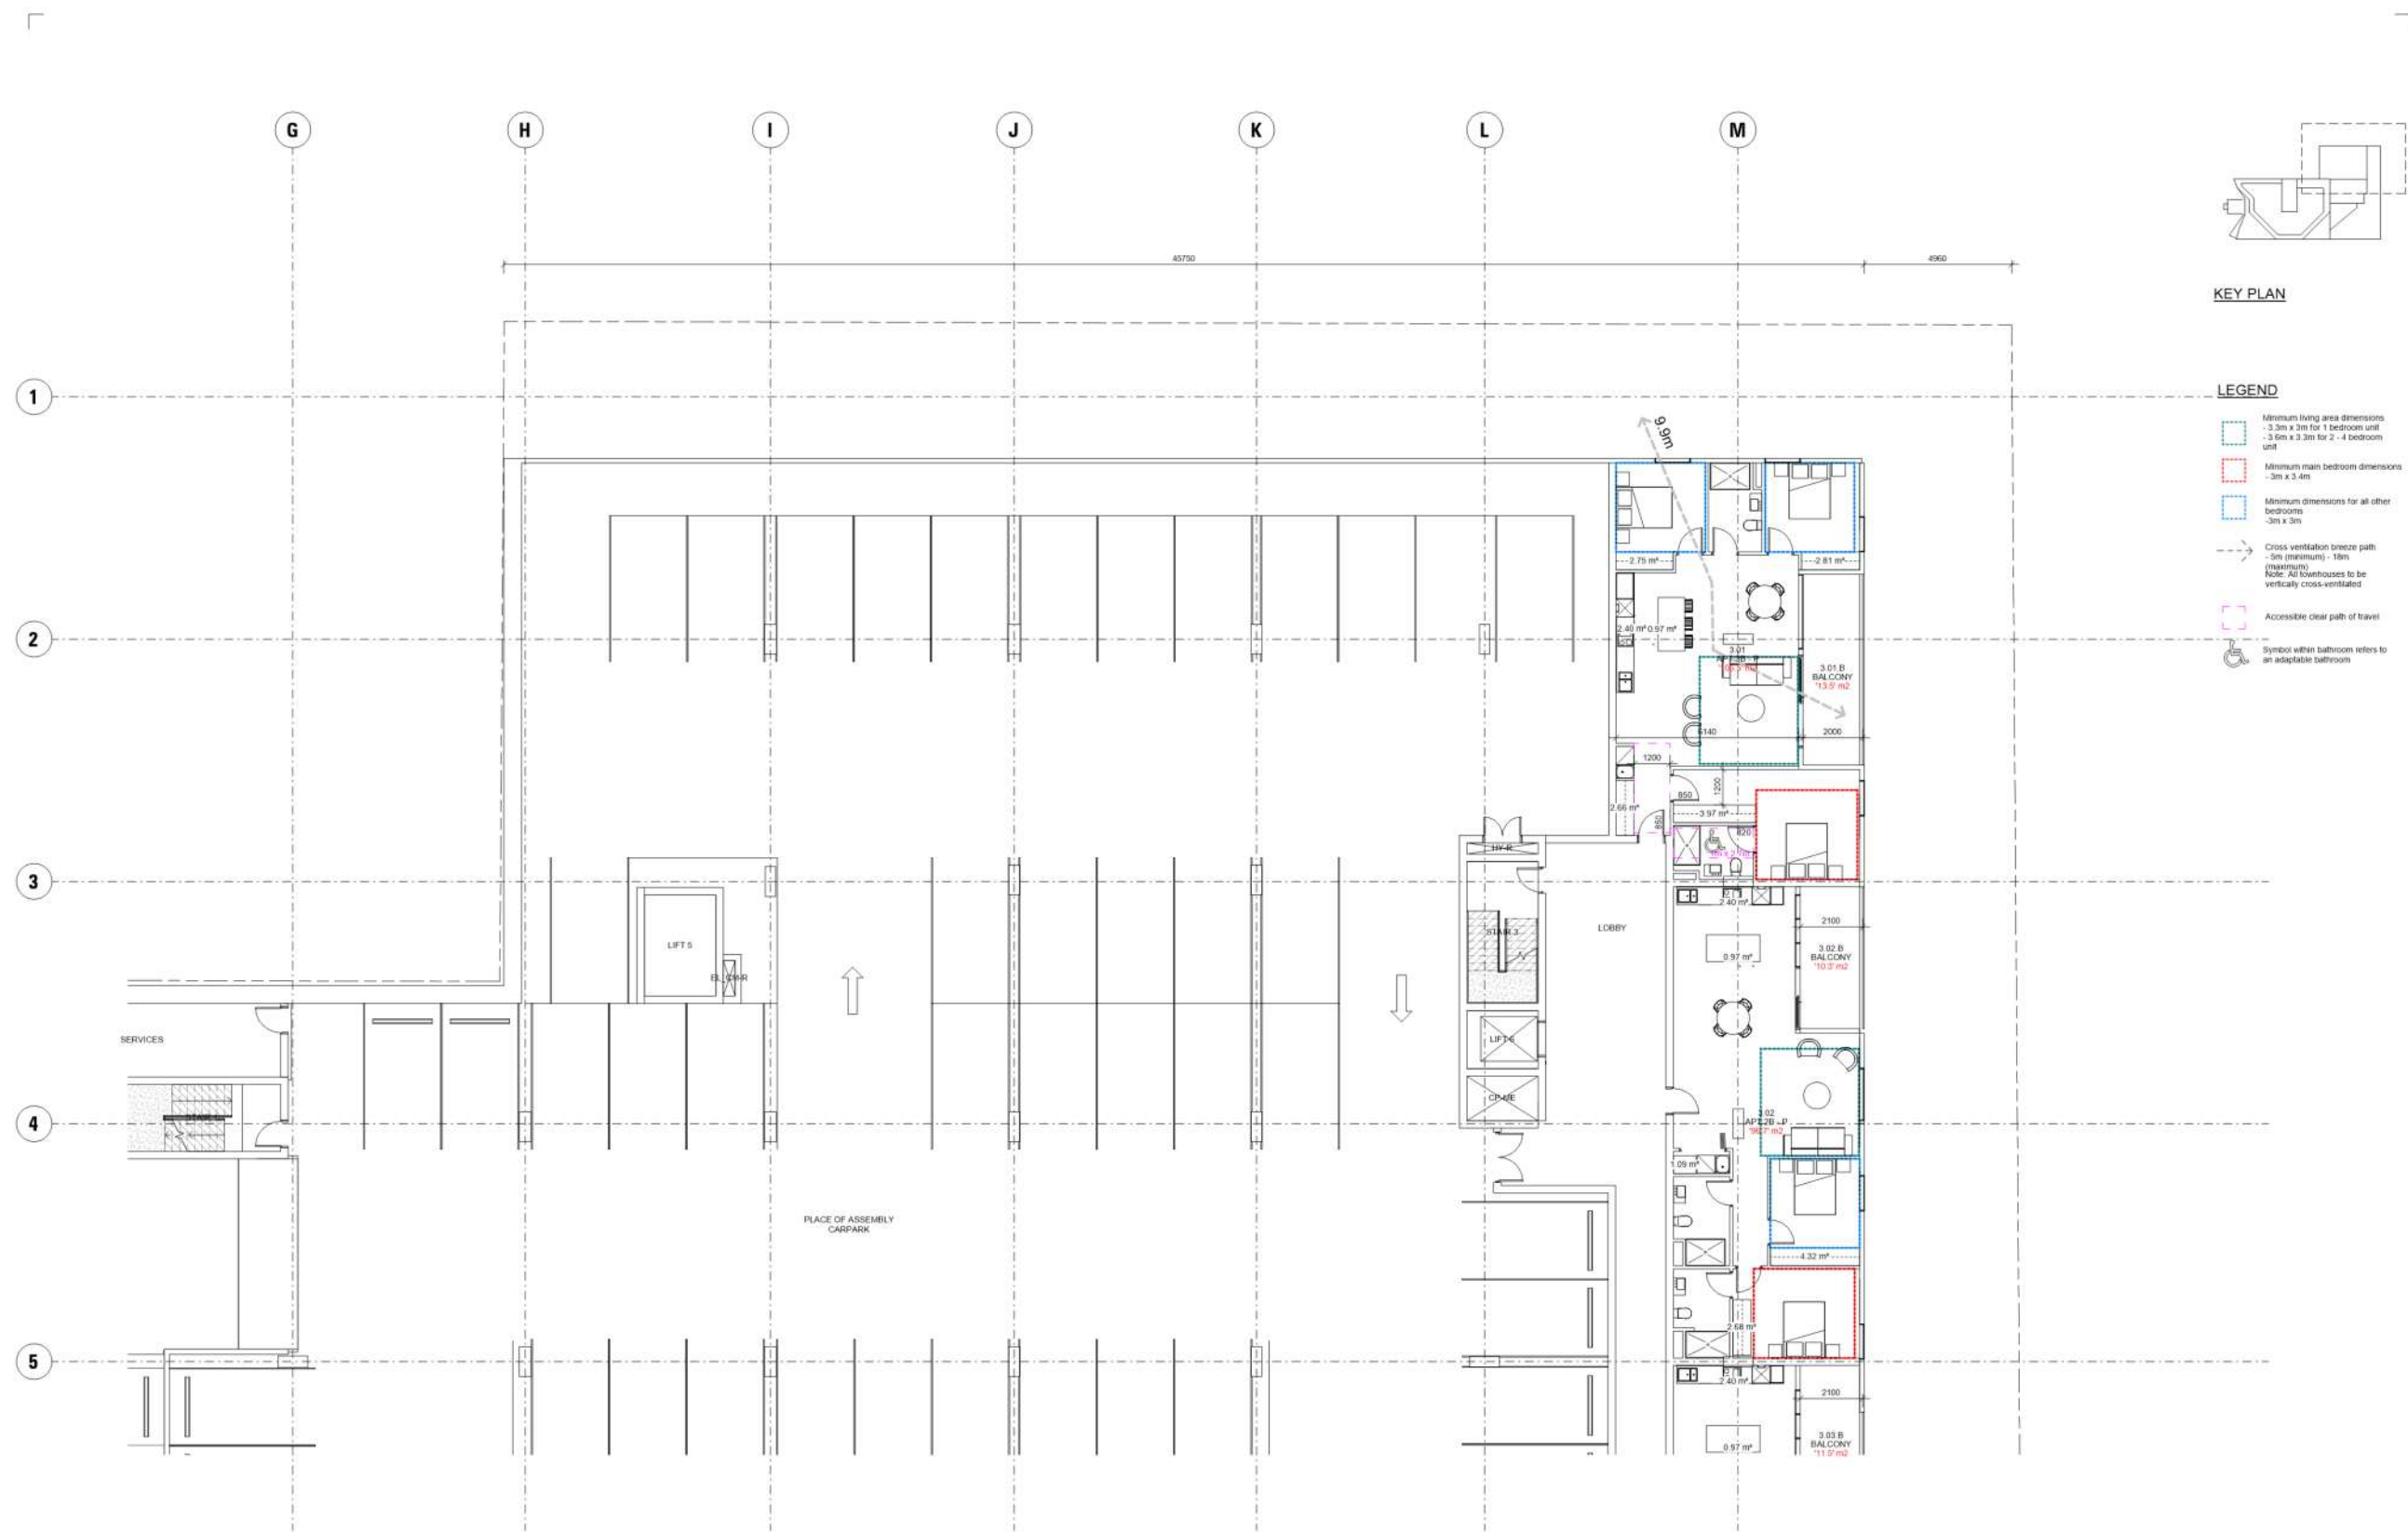 G
H
I
J
K
L
M
45750
4960
KEY PLAN
1
LEGEND
Minimum living area dimensions
- 3.3m x 3m for 1 bedroom unit
- 3.6m x 3.3m for 2 - 4 bedroom
unit
Minimum main bedroom dimensions
- 3m x 3.4m
Minimum dimensions for all other
bedrooms
-3m x 3m
Cross ventilation breeze path
- 5m (minimum) - 18m
(maximum)
Note: All townhouses to be
vertically cross-ventilated
Accessible clear path of travel
Symbol within bathroom refers to
an adaptable bathroom
9.9m
2.75 m²
2.81 m²
2
2.40 m²
0.97 m²
3.01
3.01.B
BALCONY
'13.5' m2
6140
2000
1200
850
1200
2.66 m²
3.97 m²
850
820
HY-R
3
2.40 m²
2100
LIFT 5
STAIR 3
LOBBY
3.02.B
BALCONY
'10.3' m2
0.97 m²
SERVICES
LIFT 6
CP-ME
4
3.02
APT 2B - P
1.09 m²
PLACE OF ASSEMBLY
CARPARK
4.32 m²
2.68 m²
5
2.40 m²
2100
3.03.B
BALCONY
'11.5' m2
0.97 m²